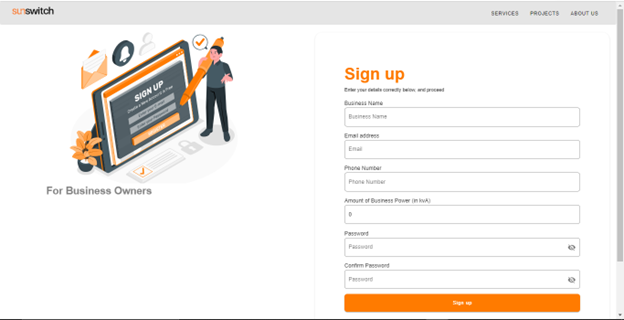 sunswitch
SERVICES PROJECTS ABOUT US
SIGN UP
For Business Owners
Sign up
Enter your details correctly below, and proceed
Business Name
Business Name
Email address
Email
Phone Number
Phone Number
Amount of Business Power (in kvA)
0
Password
Password
Confirm Password
Password
Sign up